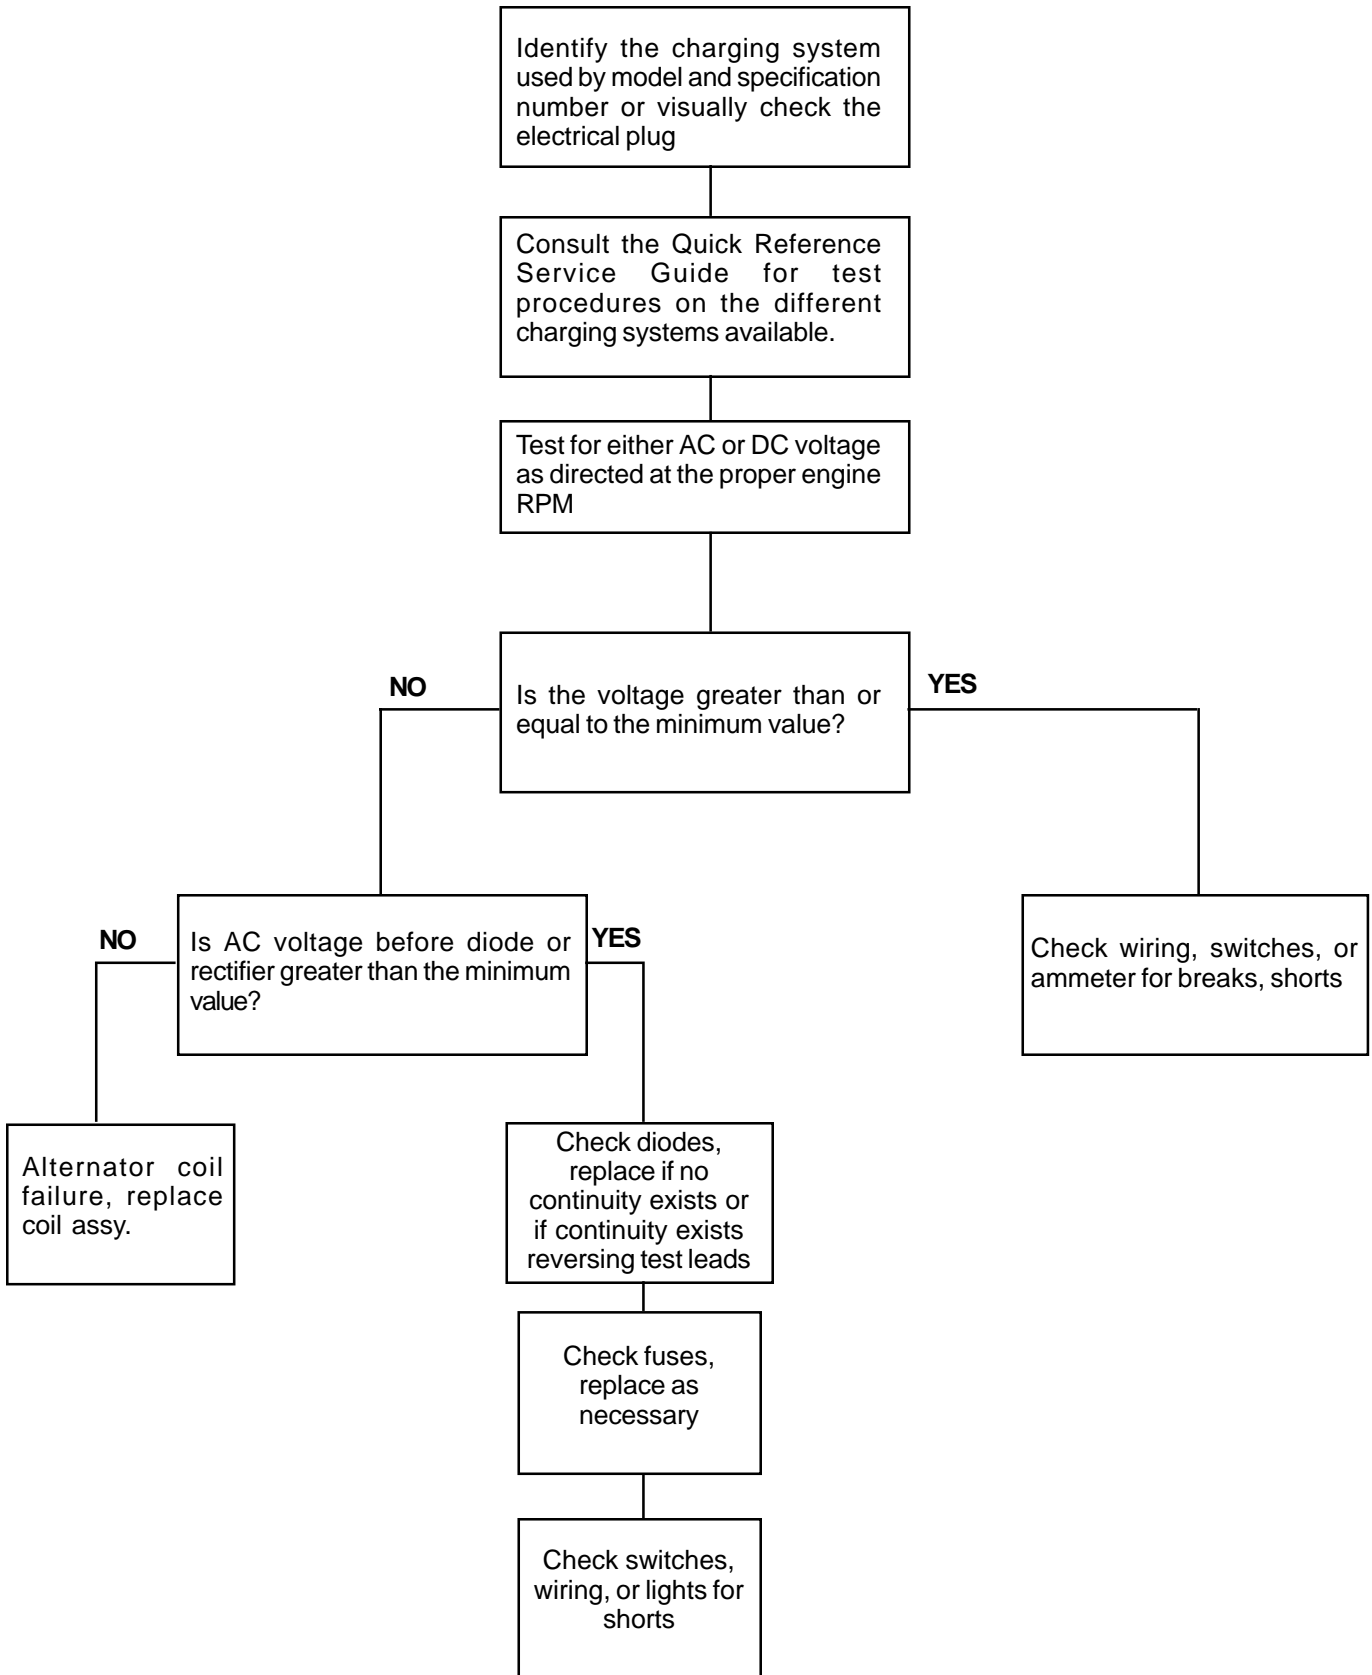 Identify the charging system
used by model and specification
number or visually check the
electrical plug
Consult the Quick Reference
Service Guide for test
procedures on the different
charging systems available.
Test for either AC or DC voltage
as directed at the proper engine
RPM
NO
YES
Is the voltage greater than or
equal to the minimum value?
NO
YES
Is AC voltage before diode or
rectifier greater than the minimum
value?
Check wiring, switches, or
ammeter for breaks, shorts
Alternator coil
failure, replace
coil assy.
Check diodes,
replace if no
continuity exists or
if continuity exists
reversing test leads
Check fuses,
replace as
necessary
Check switches,
wiring, or lights for
shorts